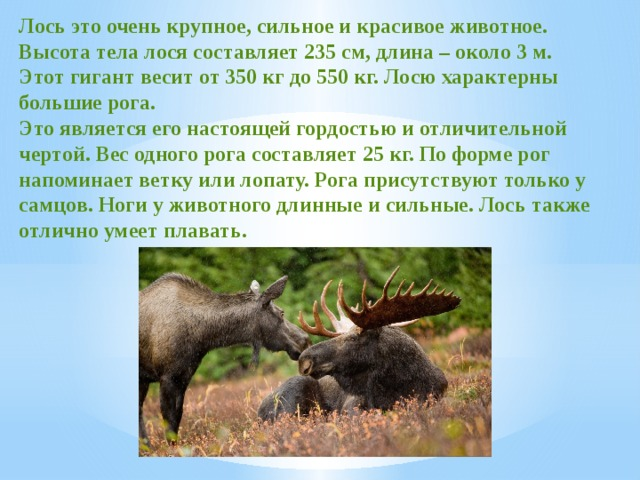 Лось это очень крупное, сильное и красивое животное.
Высота тела лося составляет 235 см, длина – около 3 м.
Этот гигант весит от 350 кг до 550 кг. Лосю характерны
большие рога.
Это является его настоящей гордостью и отличительной
чертой. Вес одного рога составляет 25 кг. По форме рог
напоминает ветку или лопату. Рога присутствуют только у
самцов. Ноги у животного длинные и сильные. Лось также
отлично умеет плавать.